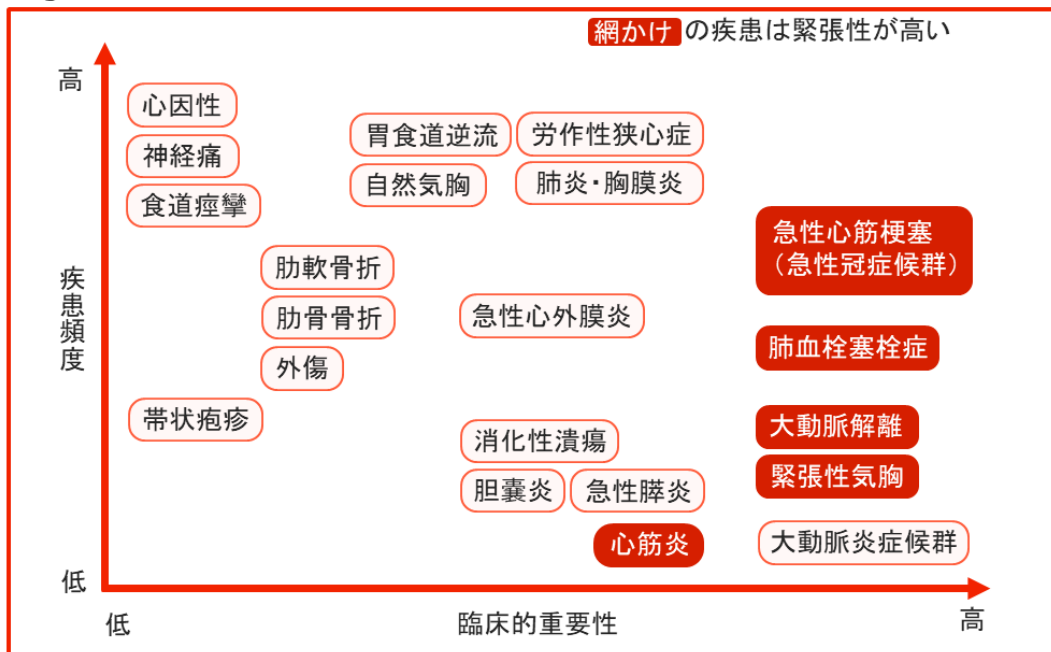 網かけ の疾患は緊張性が高い
高
心因性
神経痛
食道痙攣
胃食道逆流
労作性狭心症
自然気胸
肺炎・胸膜炎
急性心筋梗塞
（急性冠症候群）
疾患頻度
肋軟骨折
肋骨骨折
外傷
急性心外膜炎
肺血栓塞栓症
帯状疱疹
消化性潰瘍
大動脈解離
胆嚢炎
急性膵炎
緊張性気胸
心筋炎
大動脈炎症候群
低
低
臨床的重要性
高